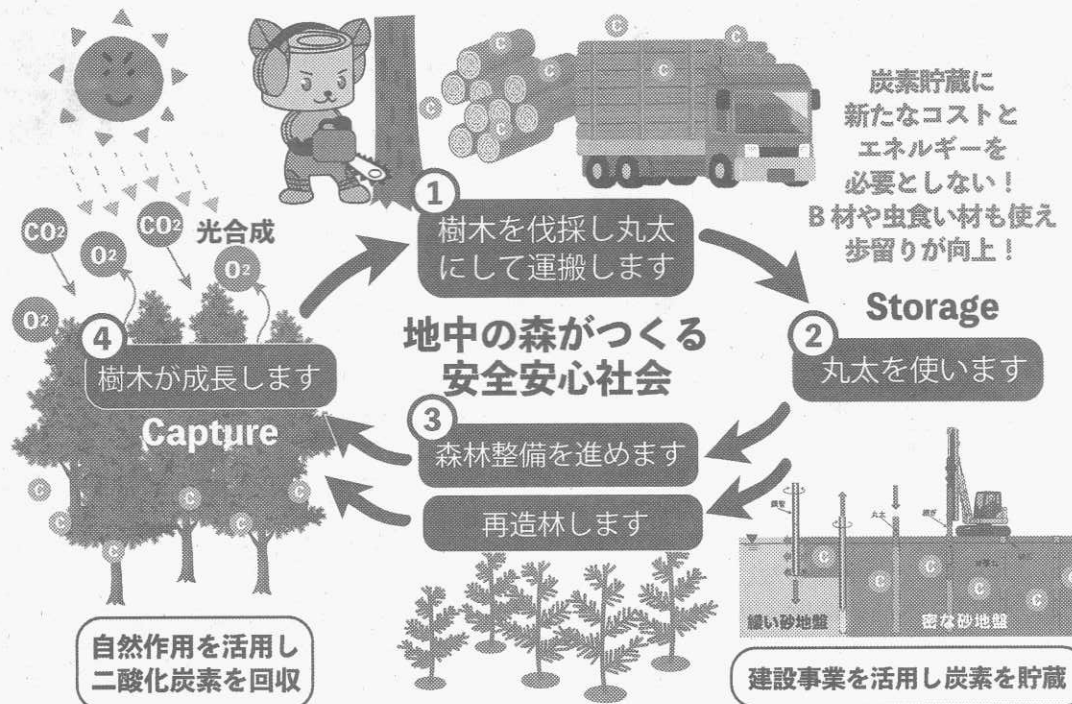 炭素貯蔵に
新たなコストと
エネルギーを
必要としない！
B材や虫食い材も使え
歩留りが向上！
C
C
C
C
C
C
C
1
樹木を伐採し丸太
にして運搬します
CO2
CO2
光合成
O2
O2
O2
地中の森がつくる
安全安心社会
Storage
2
丸太を使います
4
樹木が成長します
Capture
3
森林整備を進めます
再造林します
C
C
C
C
C
C
鋼管
丸太
C
C
C
C
C
C
緩い砂地盤
密な砂地盤
自然作用を活用し
二酸化炭素を回収
建設事業を活用し炭素を貯蔵